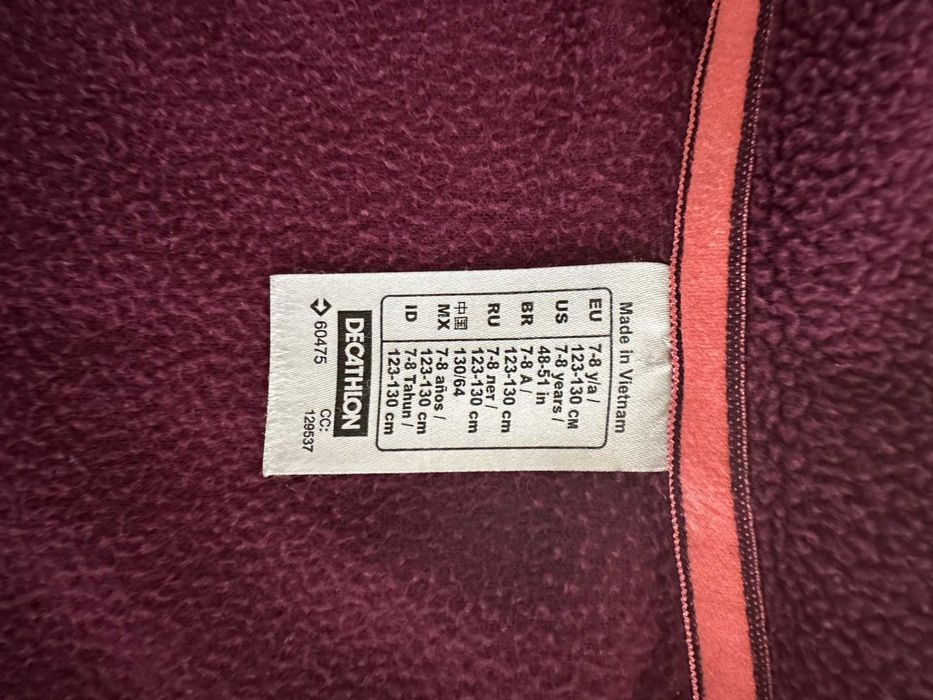 Made in Vietnam
EU 7-8 y/a /
123-130 CM
US 7-8 years /
48-51 in
BR 7-8 A /
123-130 cm
RU 7-8 лет /
123-130 cm
中国 130/64
MX 7-8 años /
123-130 cm
ID 7-8 Tahun /
123-130 cm
DECATHLON
60475 CC:
129537